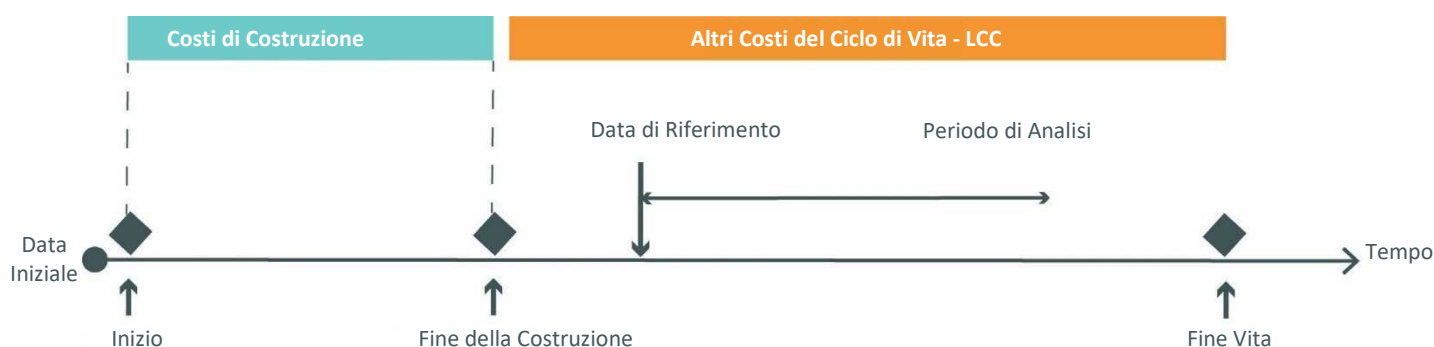 Costi di Costruzione
Altri Costi del Ciclo di Vita - LCC
Data di Riferimento
Periodo di Analisi
Data
Iniziale
Tempo
Inizio
Fine della Costruzione
Fine Vita